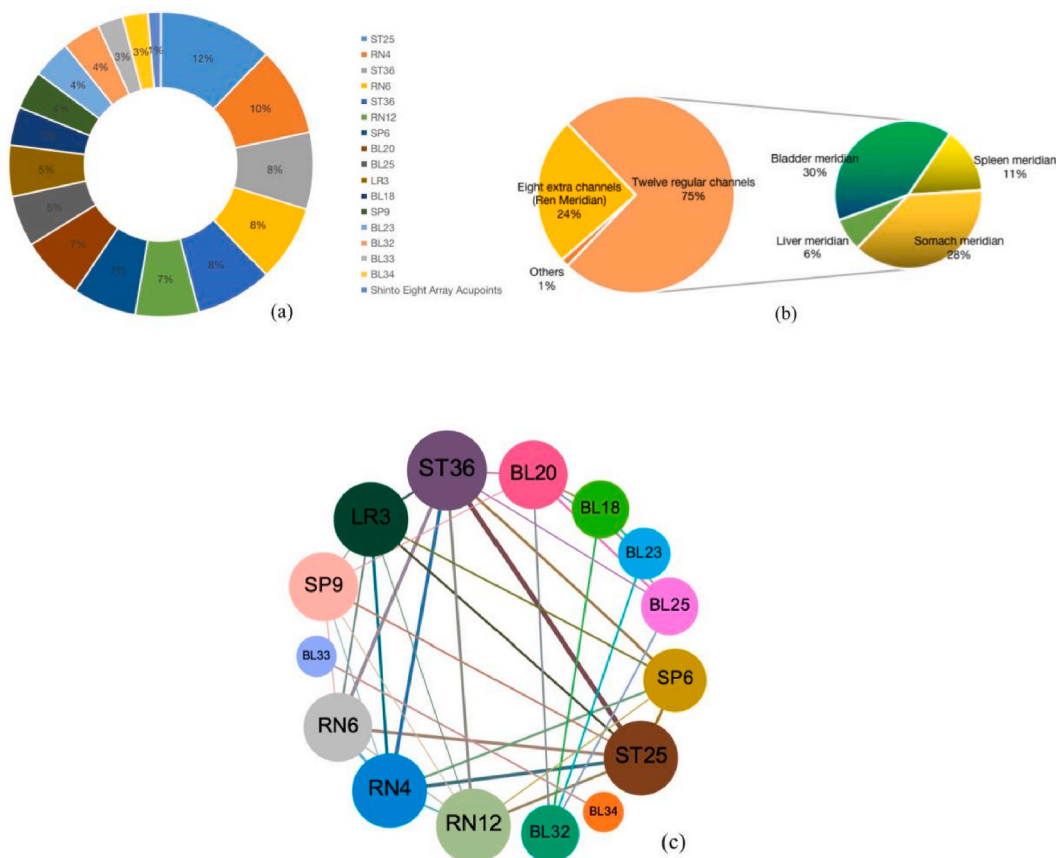 12%
10%
8%
8%
8%
7%
7%
7%
5%
5%
4%
4%
3%
3%
1%
ST25
RN4
ST36
RN6
ST36
RN12
SP6
BL20
BL25
LR3
BL18
SP9
BL23
BL32
BL33
BL34
Shinto Eight Array Acupoints
(a)
Eight extra channels
(Ren Meridian)
24%
Twelve regular channels
75%
Others
1%
Bladder meridian
30%
Spleen meridian
11%
Liver meridian
6%
Somach meridian
28%
(b)
ST36
BL20
LR3
BL18
BL23
SP9
BL25
BL33
SP6
RN6
ST25
RN4
BL34
RN12
BL32
(c)